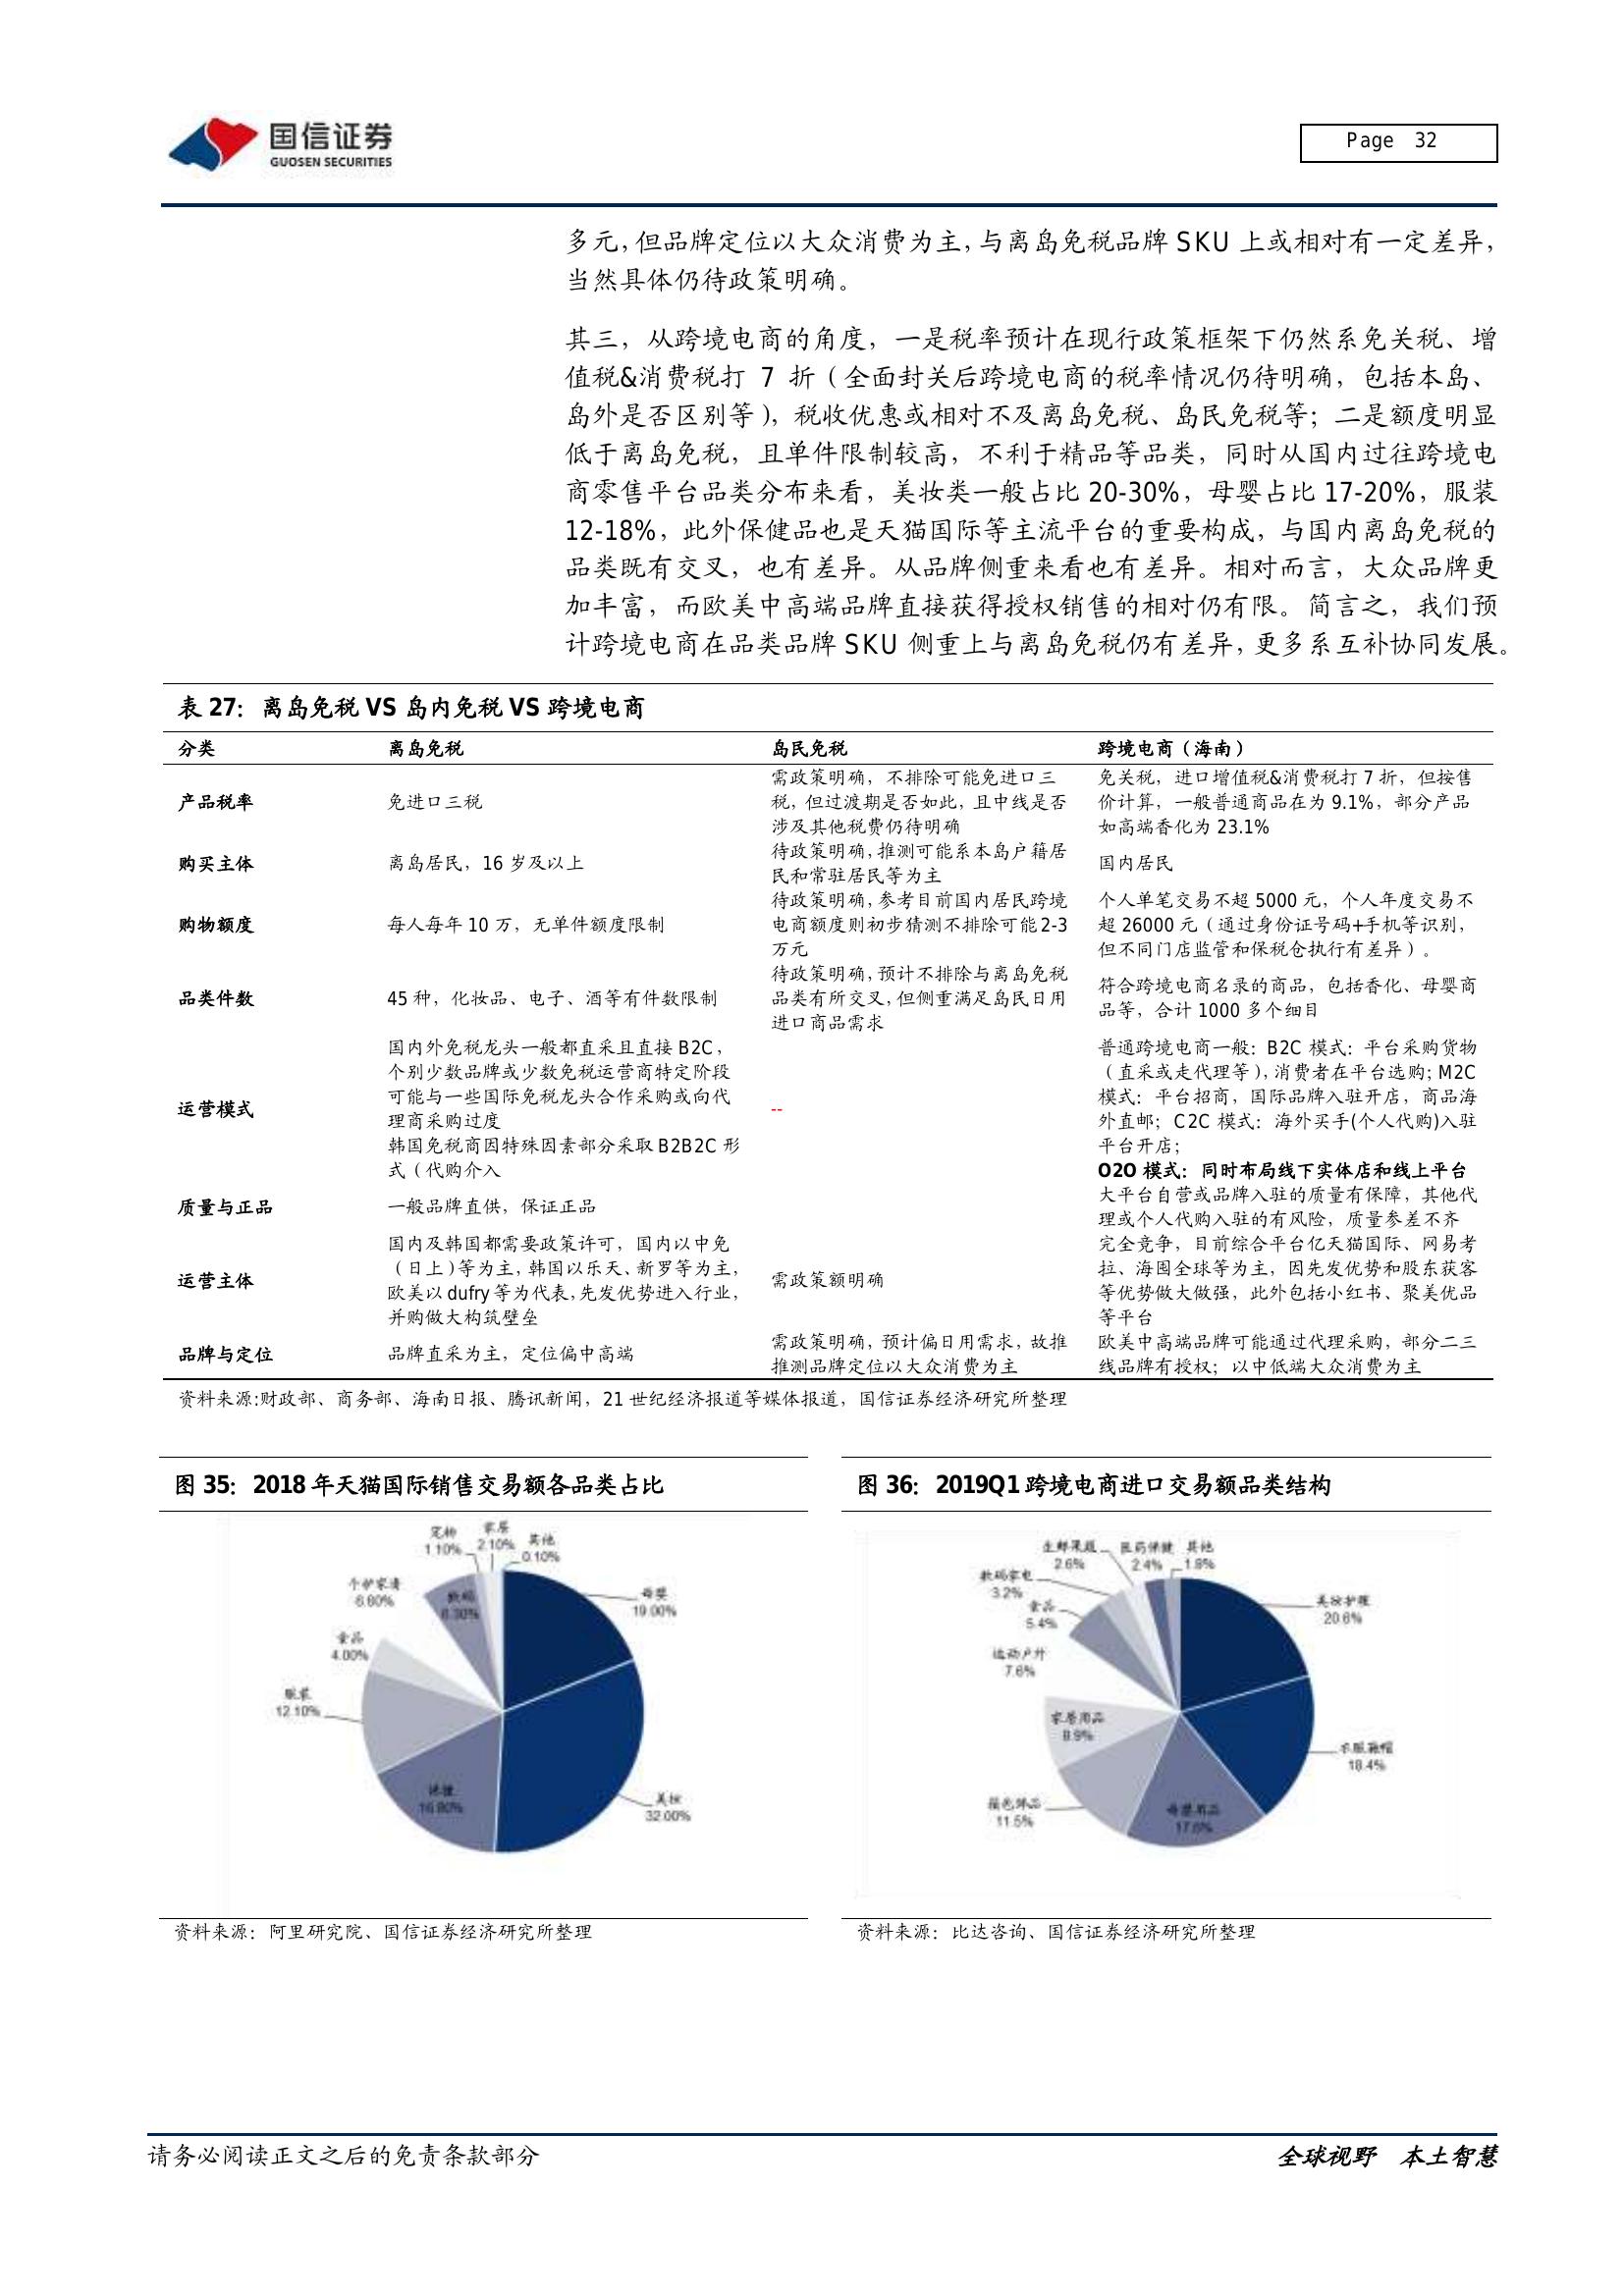 国信证券
GUOSEN SECURITIES
Page 32
多元，但品牌定位以大众消费为主，与离岛免税品牌 SKU 上或相对有一定差异，
当然具体仍待政策明确。
其三，从跨境电商的角度，一是税率预计在现行政策框架下仍然系免关税、增
值税&消费税打 7 折（全面封关后跨境电商的税率情况仍待明确，包括本岛、
岛外是否区别等），税收优惠或相对不及离岛免税、岛民免税等；二是额度明显
低于离岛免税，且单件限制较高，不利于精品等品类，同时从国内过往跨境电
商零售平台品类分布来看，美妆类一般占比 20-30%，母婴占比 17-20%，服装
12-18%，此外保健品也是天猫国际等主流平台的重要构成，与国内离岛免税的
品类既有交叉，也有差异。从品牌侧重来看也有差异。相对而言，大众品牌更
加丰富，而欧美中高端品牌直接获得授权销售的相对仍有限。简言之，我们预
计跨境电商在品类品牌 SKU 侧重上与离岛免税仍有差异，更多系互补协同发展。
表 27：离岛免税 VS 岛内免税 VS 跨境电商
分类 离岛免税 岛民免税 跨境电商（海南）
产品税率
免进口三税
需政策明确，不排除可能免进口三
税，但过渡期是否如此，且中线是否
涉及其他税费仍待明确
免关税，进口增值税&消费税打 7 折，但按售
价计算，一般普通商品在为 9.1%，部分产品
如高端香化为 23.1%
购买主体
离岛居民，16 岁及以上
待政策明确，推测可能系本岛户籍居
民和常驻居民等为主
国内居民
购物额度
每人每年 10 万，无单件额度限制
待政策明确，参考目前国内居民跨境
电商额度则初步猜测不排除可能 2-3
万元
个人单笔交易不超 5000 元，个人年度交易不
超 26000 元（通过身份证号码+手机等识别，
但不同门店监管和保税仓执行有差异）。
品类件数
45 种，化妆品、电子、酒等有件数限制
待政策明确，预计不排除与离岛免税
品类有所交叉，但侧重满足岛民日用
进口商品需求
符合跨境电商名录的商品，包括香化、母婴商
品等，合计 1000 多个细目
运营模式
国内外免税龙头一般都直采且直接 B2C，
个别少数品牌或少数免税运营商特定阶段
可能与一些国际免税龙头合作采购或向代
理商采购过度
韩国免税商因特殊因素部分采取 B2B2C 形
式（代购介入
--
普通跨境电商一般：B2C 模式：平台采购货物
（直采或走代理等），消费者在平台选购；M2C
模式：平台招商，国际品牌入驻开店，商品海
外直邮；C2C 模式：海外买手(个人代购)入驻
平台开店；
O2O 模式：同时布局线下实体店和线上平台
质量与正品
一般品牌直供，保证正品
大平台自营或品牌入驻的质量有保障，其他代
理或个人代购入驻的有风险，质量参差不齐
运营主体
国内及韩国都需要政策许可，国内以中免
（日上）等为主，韩国以乐天、新罗等为主，
欧美以 dufry 等为代表，先发优势进入行业，
并购做大构筑壁垒
需政策额明确
完全竞争，目前综合平台亿天猫国际、网易考
拉、海囤全球等为主，因先发优势和股东获客
等优势做大做强，此外包括小红书、聚美优品
等平台
品牌与定位
品牌直采为主，定位偏中高端
需政策明确，预计偏日用需求，故推
推测品牌定位以大众消费为主
欧美中高端品牌可能通过代理采购，部分二三
线品牌有授权；以中低端大众消费为主
资料来源:财政部、商务部、海南日报、腾讯新闻，21 世纪经济报道等媒体报道，国信证券经济研究所整理
图 35：2018 年天猫国际销售交易额各品类占比
宠物
1.10%
家居
2.10%
其他
0.10%
母婴
19.00%
个护家清
6.80%
数码
6.30%
食品
4.00%
服装
12.10%
保健
16.80%
美妆
32.00%
资料来源：阿里研究院、国信证券经济研究所整理
图 36：2019Q1 跨境电商进口交易额品类结构
生鲜果蔬
2.6%
医药保健
2.4%
其他
1.8%
数码家电
3.2%
食品
5.4%
美妆护理
20.6%
运动户外
7.6%
家居用品
8.9%
衣服鞋帽
18.4%
箱包饰品
11.5%
母婴用品
17.6%
资料来源：比达咨询、国信证券经济研究所整理
请务必阅读正文之后的免责条款部分
全球视野 本土智慧